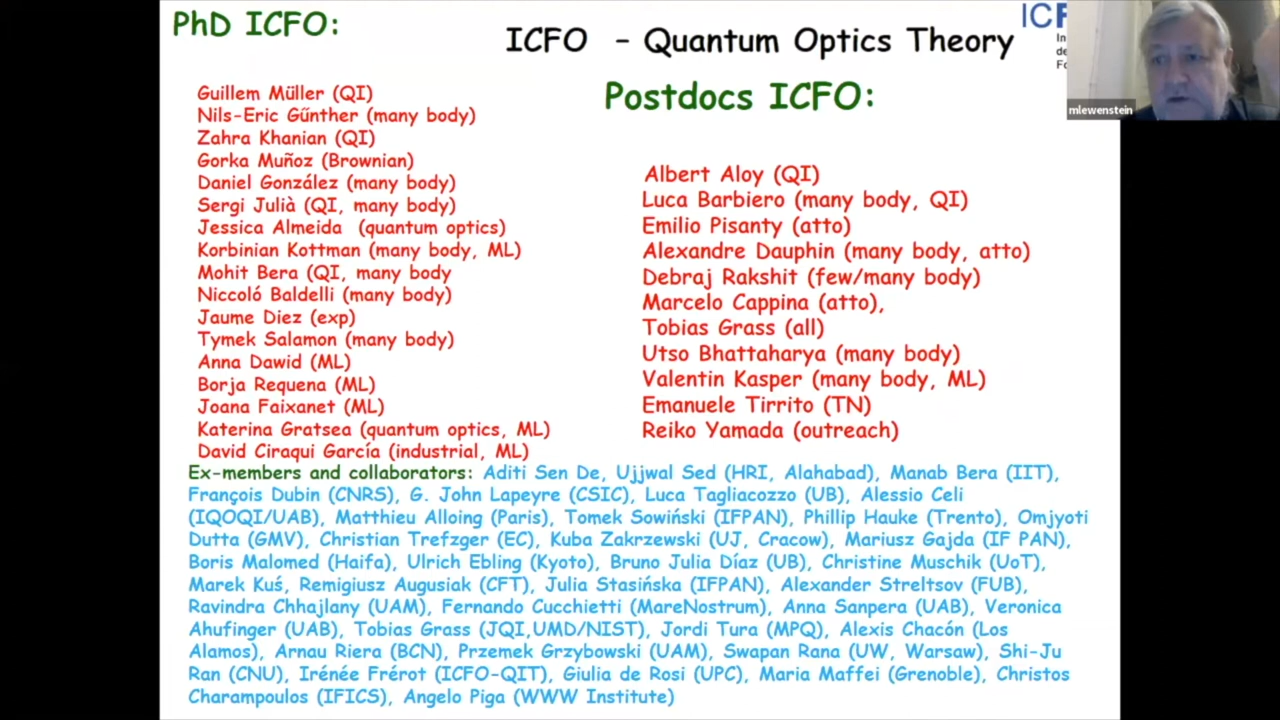 PhD ICFO:
ICFO - Quantum Optics Theory
ICF
In
de
Fo
mlewenstein
Guillem Müller (QI)
Nils-Eric Gűnther (many body)
Zahra Khanian (QI)
Gorka Muñoz (Brownian)
Daniel González (many body)
Sergi Julià (QI, many body)
Jessica Almeida (quantum optics)
Korbinian Kottman (many body, ML)
Mohit Bera (QI, many body
Niccoló Baldelli (many body)
Jaume Diez (exp)
Tymek Salamon (many body)
Anna Dawid (ML)
Borja Requena (ML)
Joana Faixanet (ML)
Katerina Gratsea (quantum optics, ML)
David Ciraqui García (industrial, ML)
Postdocs ICFO:
Albert Aloy (QI)
Luca Barbiero (many body, QI)
Emilio Pisanty (atto)
Alexandre Dauphin (many body, atto)
Debraj Rakshit (few/many body)
Marcelo Cappina (atto),
Tobias Grass (all)
Utso Bhattaharya (many body)
Valentin Kasper (many body, ML)
Emanuele Tirrito (TN)
Reiko Yamada (outreach)
Ex-members and collaborators: Aditi Sen De, Ujjwal Sed (HRI, Alahabad), Manab Bera (IIT),
François Dubin (CNRS), G. John Lapeyre (CSIC), Luca Tagliacozzo (UB), Alessio Celi
(IQOQI/UAB), Matthieu Alloing (Paris), Tomek Sowiński (IFPAN), Phillip Hauke (Trento), Omjyoti
Dutta (GMV), Christian Trefzger (EC), Kuba Zakrzewski (UJ, Cracow), Mariusz Gajda (IF PAN),
Boris Malomed (Haifa), Ulrich Ebling (Kyoto), Bruno Julia Díaz (UB), Christine Muschik (UoT),
Marek Kuś, Remigiusz Augusiak (CFT), Julia Stasińska (IFPAN), Alexander Streltsov (FUB),
Ravindra Chhajlany (UAM), Fernando Cucchietti (MareNostrum), Anna Sanpera (UAB), Veronica
Ahufinger (UAB), Tobias Grass (JQI,UMD/NIST), Jordi Tura (MPQ), Alexis Chacón (Los
Alamos), Arnau Riera (BCN), Przemek Grzybowski (UAM), Swapan Rana (UW, Warsaw), Shi-Ju
Ran (CNU), Irénée Frérot (ICFO-QIT), Giulia de Rosi (UPC), Maria Maffei (Grenoble), Christos
Charampoulos (IFICS), Angelo Piga (WWW Institute)